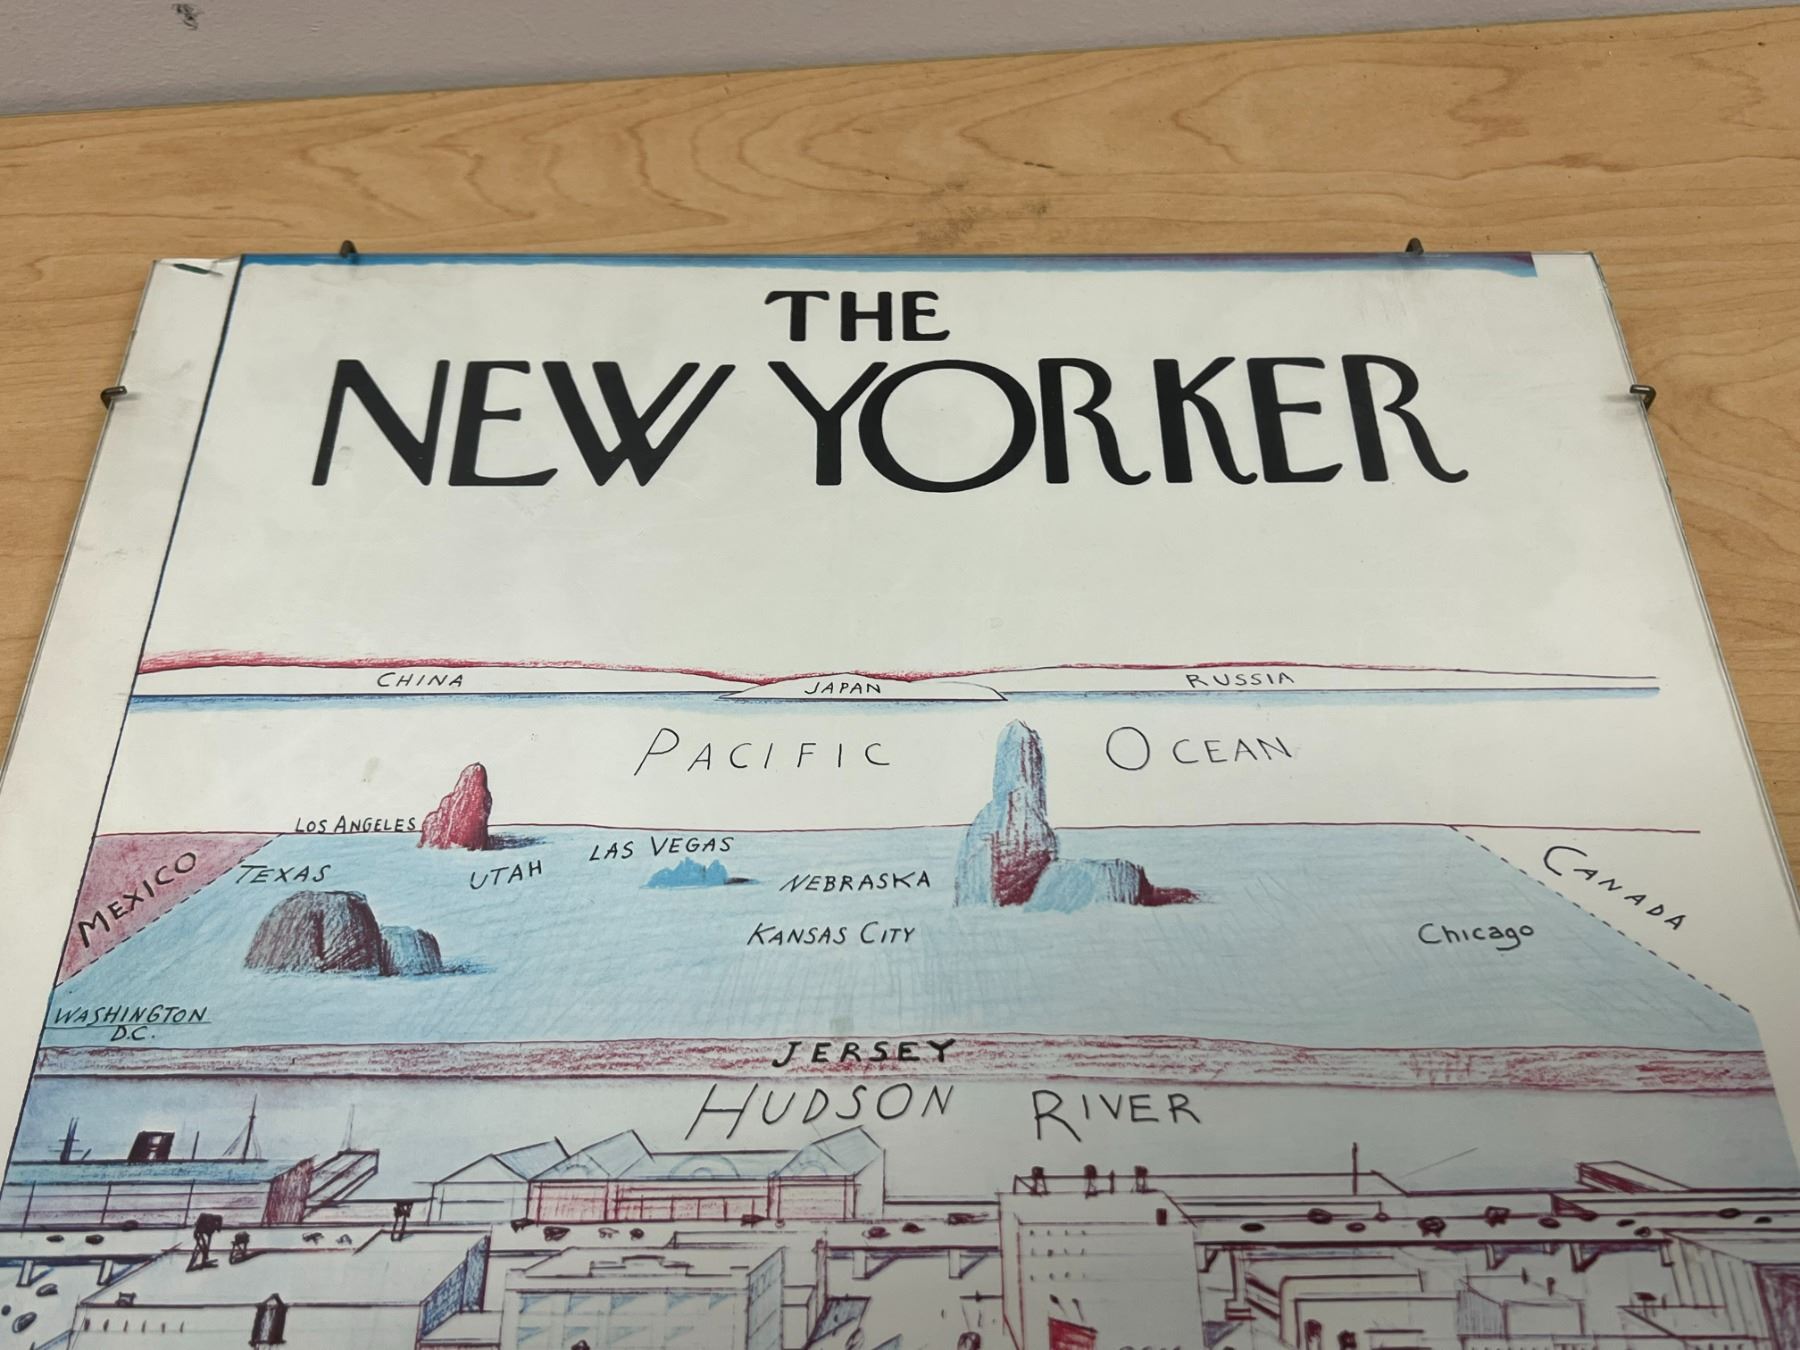 THE
NEW YORKER
CHINA
JAPAN
RUSSIA
PACIFIC OCEAN
LOS ANGELES
LAS VEGAS
MEXICO
TEXAS
UTAH
NEBRASKA
CANADA
KANSAS CITY
Chicago
WASHINGTON
D.C.
JERSEY
HUDSON RIVER